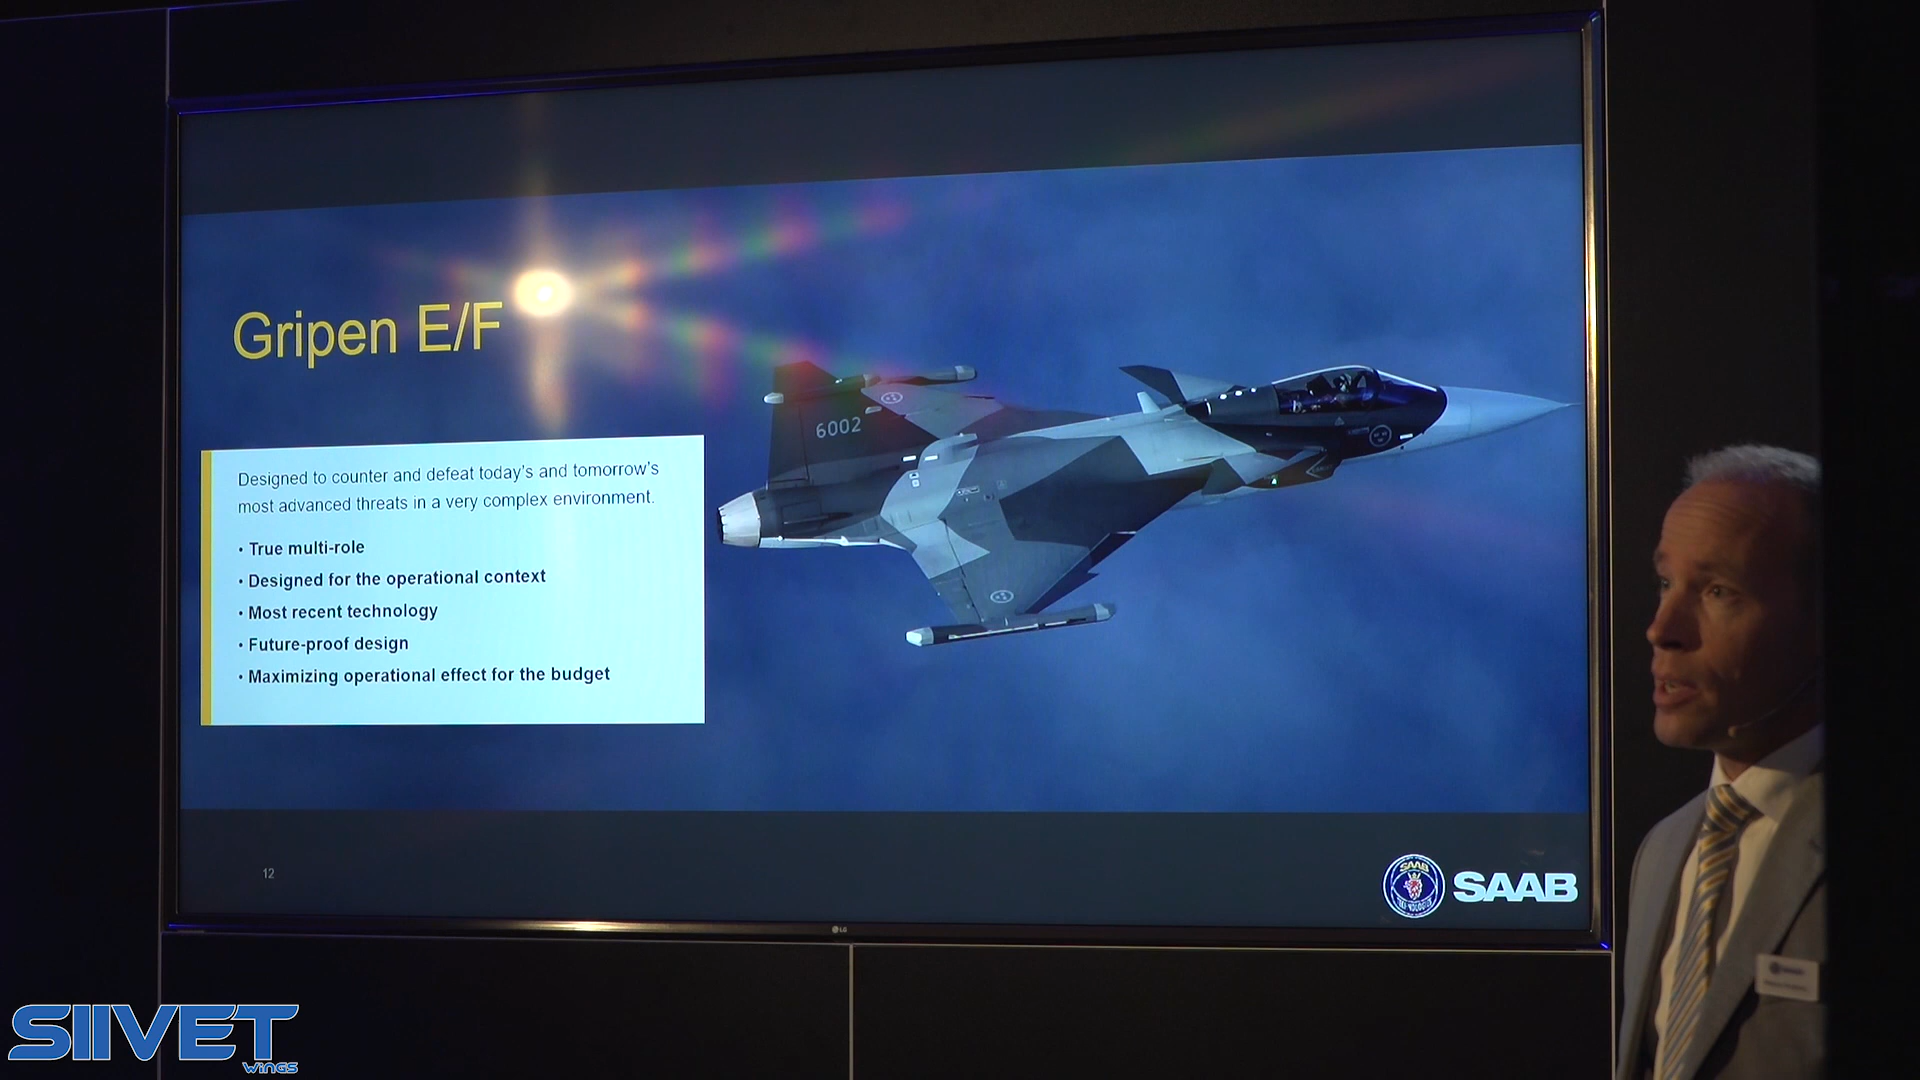 Gripen E/F
Designed to counter and defeat today's and tomorrow's
most advanced threats in a very complex environment.
• True multi-role
• Designed for the operational context
• Most recent technology
• Future-proof design
• Maximizing operational effect for the budget
6002
12
SAAB
SAAB
LG
SIIVET
WINGS